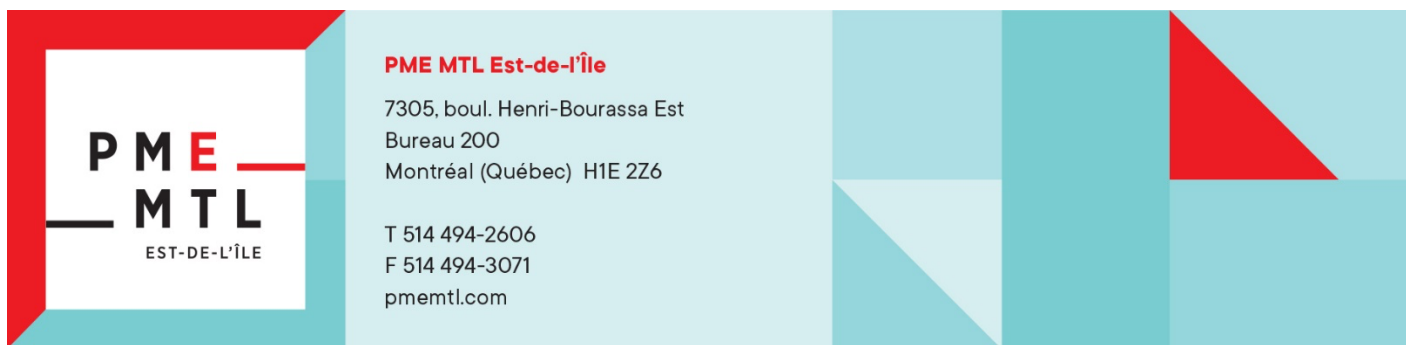 PME
MTL
EST-DE-L'ÎLE
PME MTL Est-de-l'Île
7305, boul. Henri-Bourassa Est
Bureau 200
Montréal (Québec)  H1E 2Z6
T 514 494-2606
F 514 494-3071
pmemtl.com